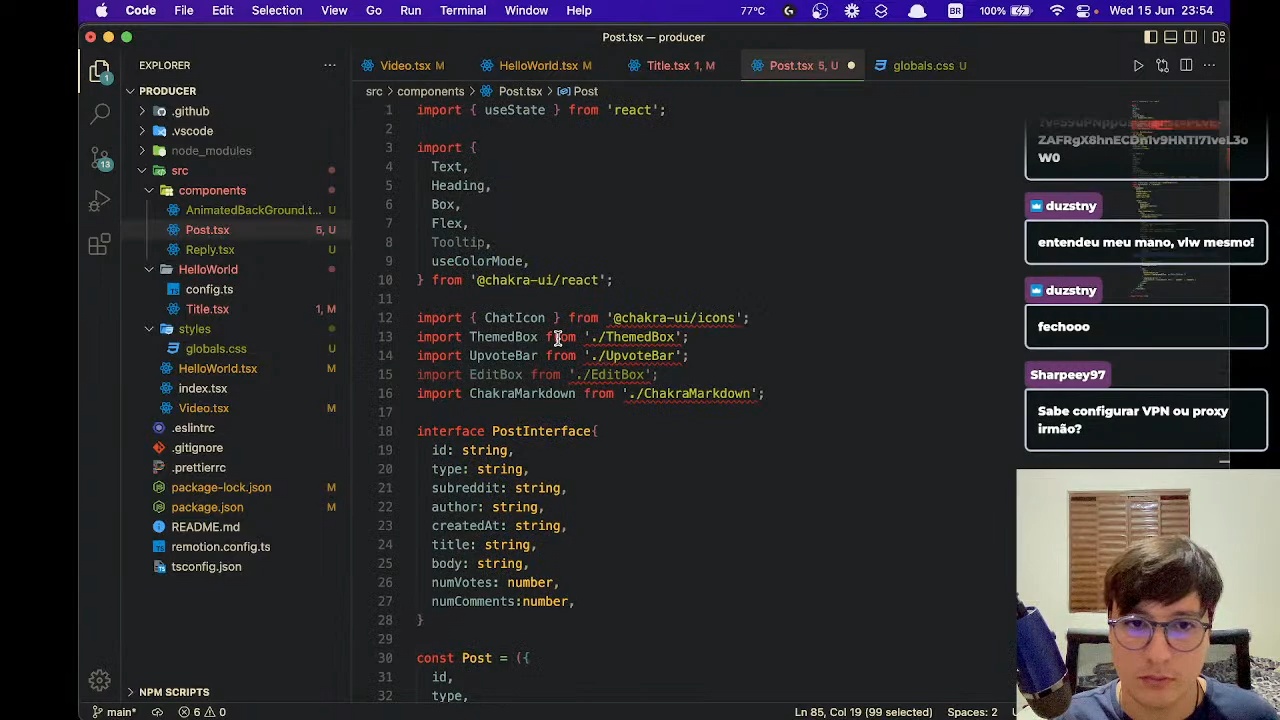 Code File Edit Selection View Go Run Terminal Window Help 77°C BR 100% Wed 15 Jun 23:54
Post.tsx — producer
EXPLORER
PRODUCER
.github
.vscode
node_modules
src
components
AnimatedBackGround.t... U
Post.tsx 5, U
Reply.tsx U
HelloWorld
config.ts
Title.tsx 1, M
styles
globals.css U
HelloWorld.tsx M
index.tsx
Video.tsx M
.eslintrc
.gitignore
.prettierrc
package-lock.json M
package.json M
README.md
remotion.config.ts
tsconfig.json
NPM SCRIPTS
1
13
Video.tsx M HelloWorld.tsx M Title.tsx 1, M Post.tsx 5, U globals.css U
src > components > Post.tsx > Post
1 import { useState } from 'react';
2
3 import {
4 Text,
5 Heading,
6 Box,
7 Flex,
8 Tooltip,
9 useColorMode,
10 } from '@chakra-ui/react';
11
12 import { ChatIcon } from '@chakra-ui/icons';
13 import ThemedBox from './ThemedBox';
14 import UpvoteBar from './UpvoteBar';
15 import EditBox from './EditBox';
16 import ChakraMarkdown from './ChakraMarkdown';
17
18 interface PostInterface{
19 id: string,
20 type: string,
21 subreddit: string,
22 author: string,
23 createdAt: string,
24 title: string,
25 body: string,
26 numVotes: number,
27 numComments:number,
28 }
29
30 const Post = ({
31 id,
32 type,
W0
duzstny
entendeu meu mano, vlw mesmo!
duzstny
Sharpeey97
Sabe configurar VPN ou proxy
irmão?
main* 6 0 Ln 85, Col 19 (99 selected) Spaces: 2